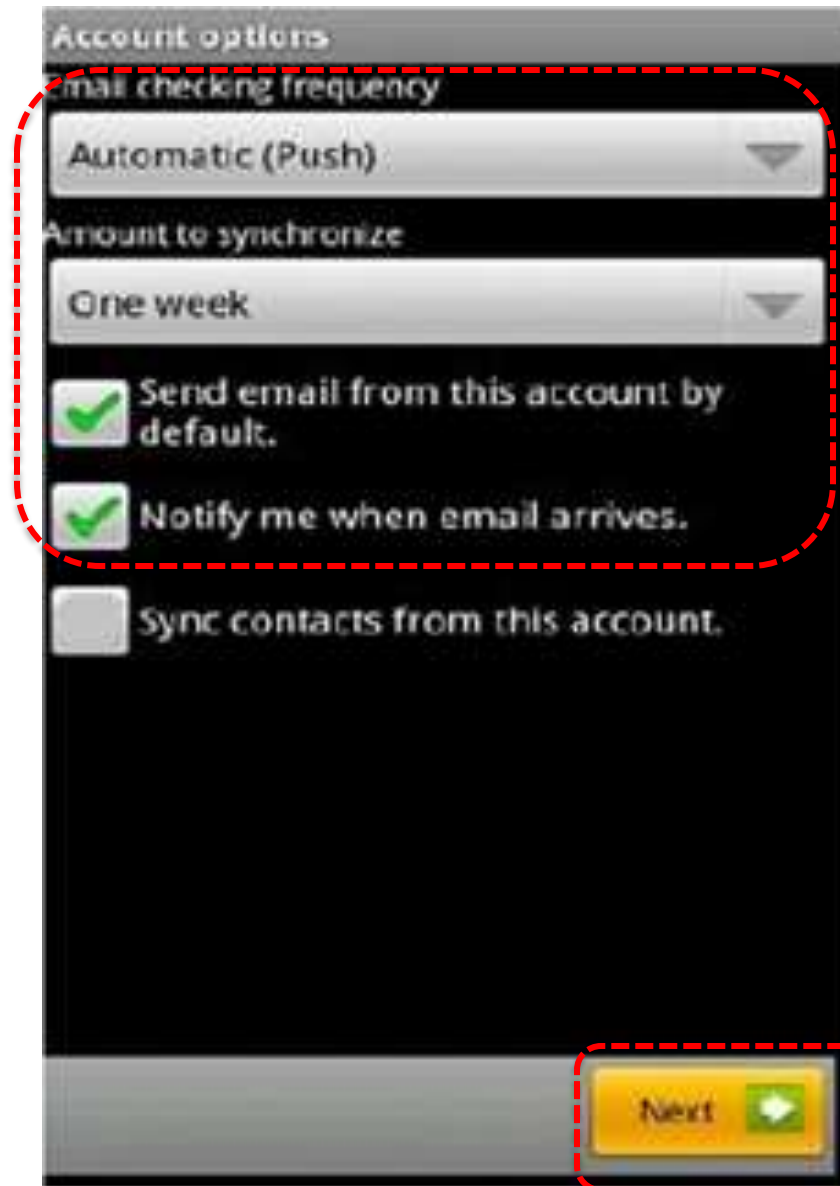 Account options
Email checking frequency
Automatic (Push)
Amount to synchronize
One week
Send email from this account by
default.
Notify me when email arrives.
Sync contacts from this account.
Next